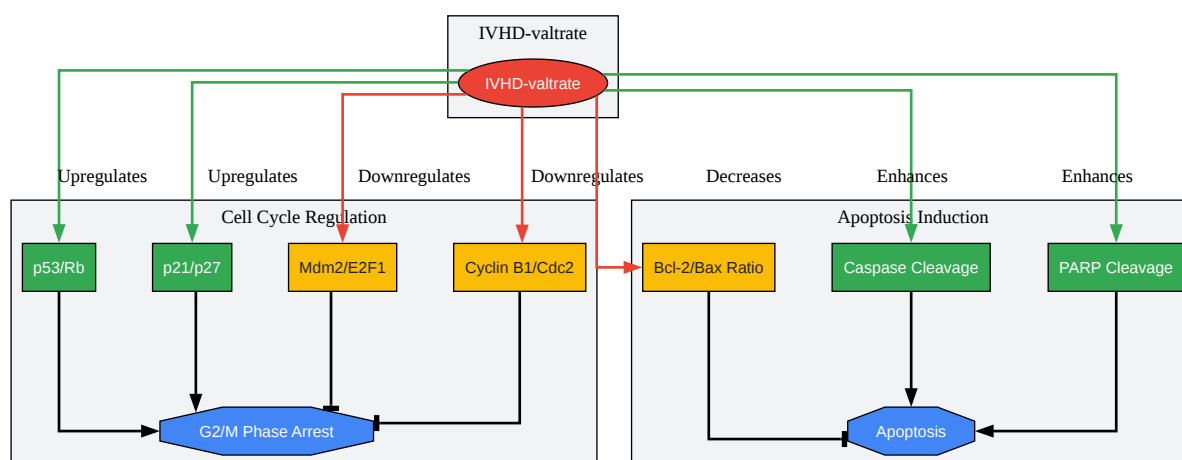 IVHD-valtrate
IVHD-valtrate
Upregulates
Upregulates
Downregulates
Downregulates
Decreases
Enhances
Enhances
Cell Cycle Regulation
Apoptosis Induction
p53/Rb
p21/p27
Mdm2/E2F1
Cyclin B1/Cdc2
Bcl-2/Bax Ratio
Caspase Cleavage
PARP Cleavage
G2/M Phase Arrest
Apoptosis